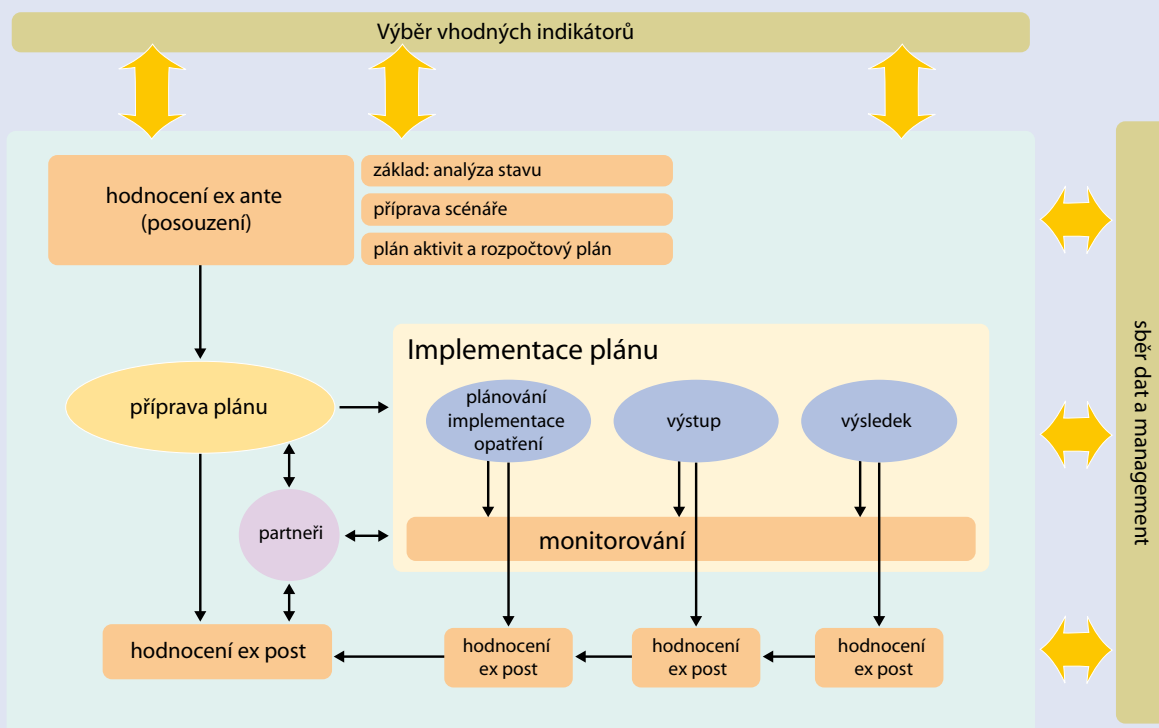 Výběr vhodných indikátorů
hodnocení ex ante
(posouzení)
základ: analýza stavu
příprava scénáře
plán aktivit a rozpočtový plán
sběr dat a management
Implementace plánu
příprava plánu
plánování
implementace
opatření
výstup
výsledek
partneři
monitorování
hodnocení ex post
hodnocení
ex post
hodnocení
ex post
hodnocení
ex post